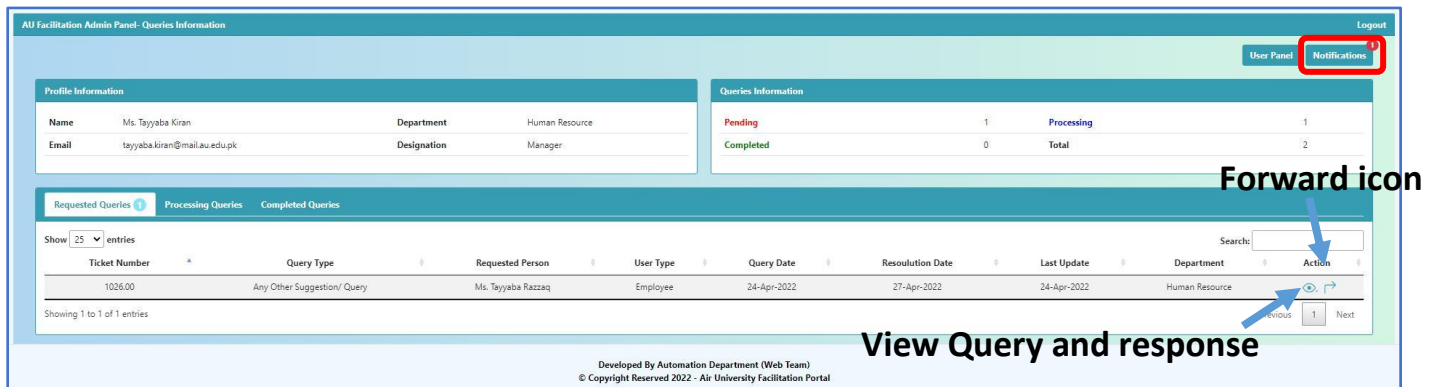 AU Facilitation Admin Panel- Queries Information Logout
User Panel Notifications 1
Profile Information Queries Information
Name Ms. Tayyaba Kiran Department Human Resource Pending 1 Processing 1
Email tayyaba.kiran@mail.au.edu.pk Designation Manager Completed 0 Total 2
Forward icon
Requested Queries 1 Processing Queries Completed Queries
Show 25 entries Search:
Ticket Number Query Type Requested Person User Type Query Date Resoulution Date Last Update Department Action
1026.00 Any Other Suggestion/ Query Ms. Tayyaba Razzaq Employee 24-Apr-2022 27-Apr-2022 24-Apr-2022 Human Resource
Showing 1 to 1 of 1 entries Previous 1 Next
View Query and response
Developed By Automation Department (Web Team)
© Copyright Reserved 2022 - Air University Facilitation Portal